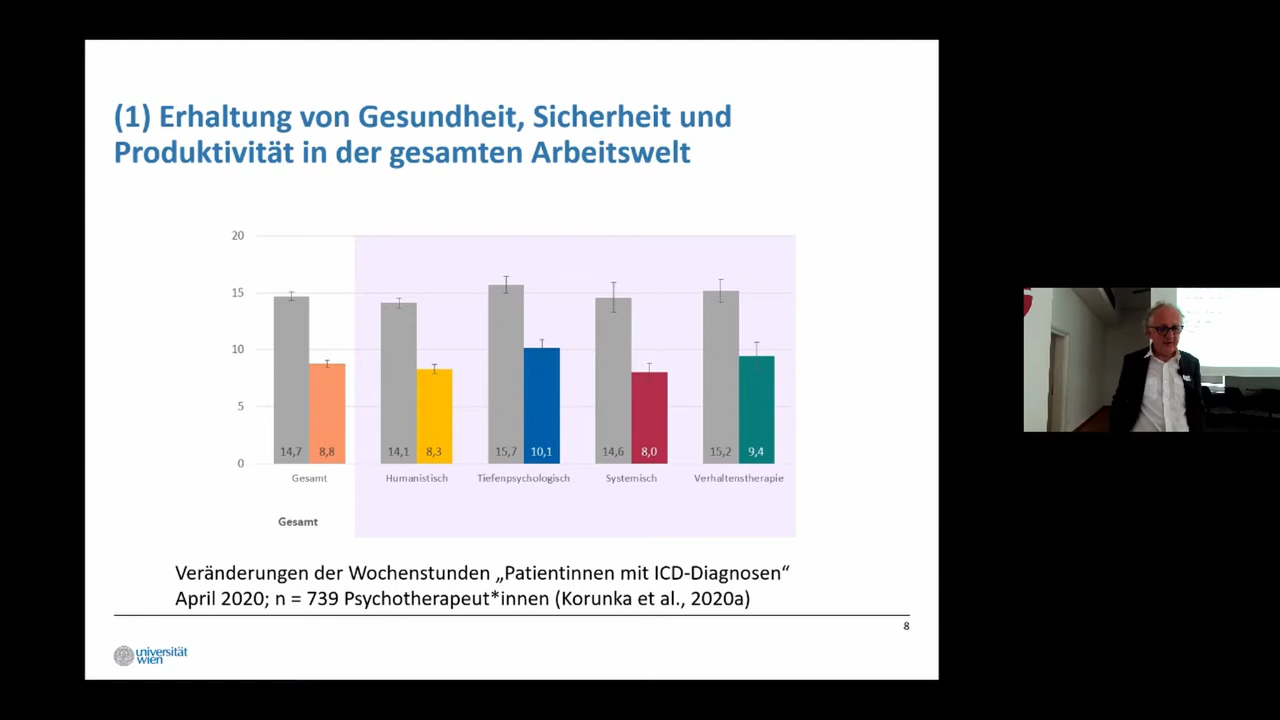 (1) Erhaltung von Gesundheit, Sicherheit und
Produktivität in der gesamten Arbeitswelt
20
15
10
5
0
14,7 8,8 14,1 8,3 15,7 10,1 14,6 8,0 15,2 9,4
Gesamt Humanistisch Tiefenpsychologisch Systemisch Verhaltenstherapie
Gesamt
Veränderungen der Wochenstunden „Patientinnen mit ICD-Diagnosen“
April 2020; n = 739 Psychotherapeut*innen (Korunka et al., 2020a)
8
universität
wien